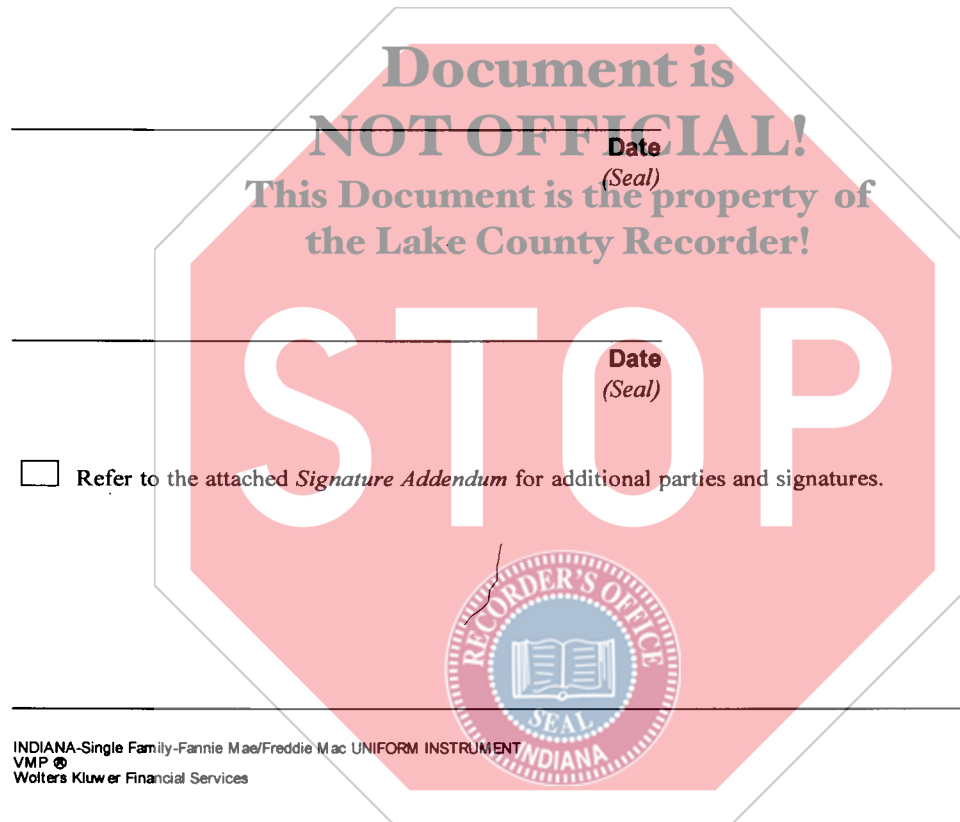 Document is
NOT OFFICIAL!
Date
(Seal)
This Document is the property of
the Lake County Recorder!
STOP
Date
(Seal)
Refer to the attached Signature Addendum for additional parties and signatures.
RECORDER'S OFFICE
SEAL
INDIANA
INDIANA-Single Family-Fannie Mae/Freddie Mac UNIFORM INSTRUMENT
VMP ®
Wolters Kluwer Financial Services